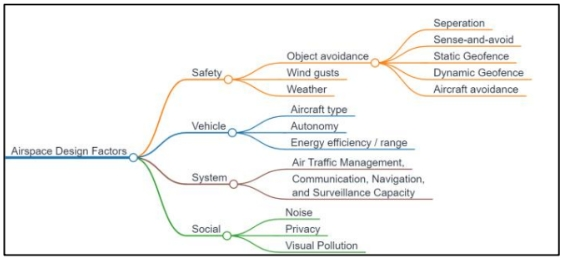 Airspace Design Factors
Safety
Object avoidance
Seperation
Sense-and-avoid
Static Geofence
Dynamic Geofence
Aircraft avoidance
Wind gusts
Weather
Vehicle
Aircraft type
Autonomy
Energy efficiency / range
System
Air Traffic Management,
Communication, Navigation,
and Surveillance Capacity
Social
Noise
Privacy
Visual Pollution